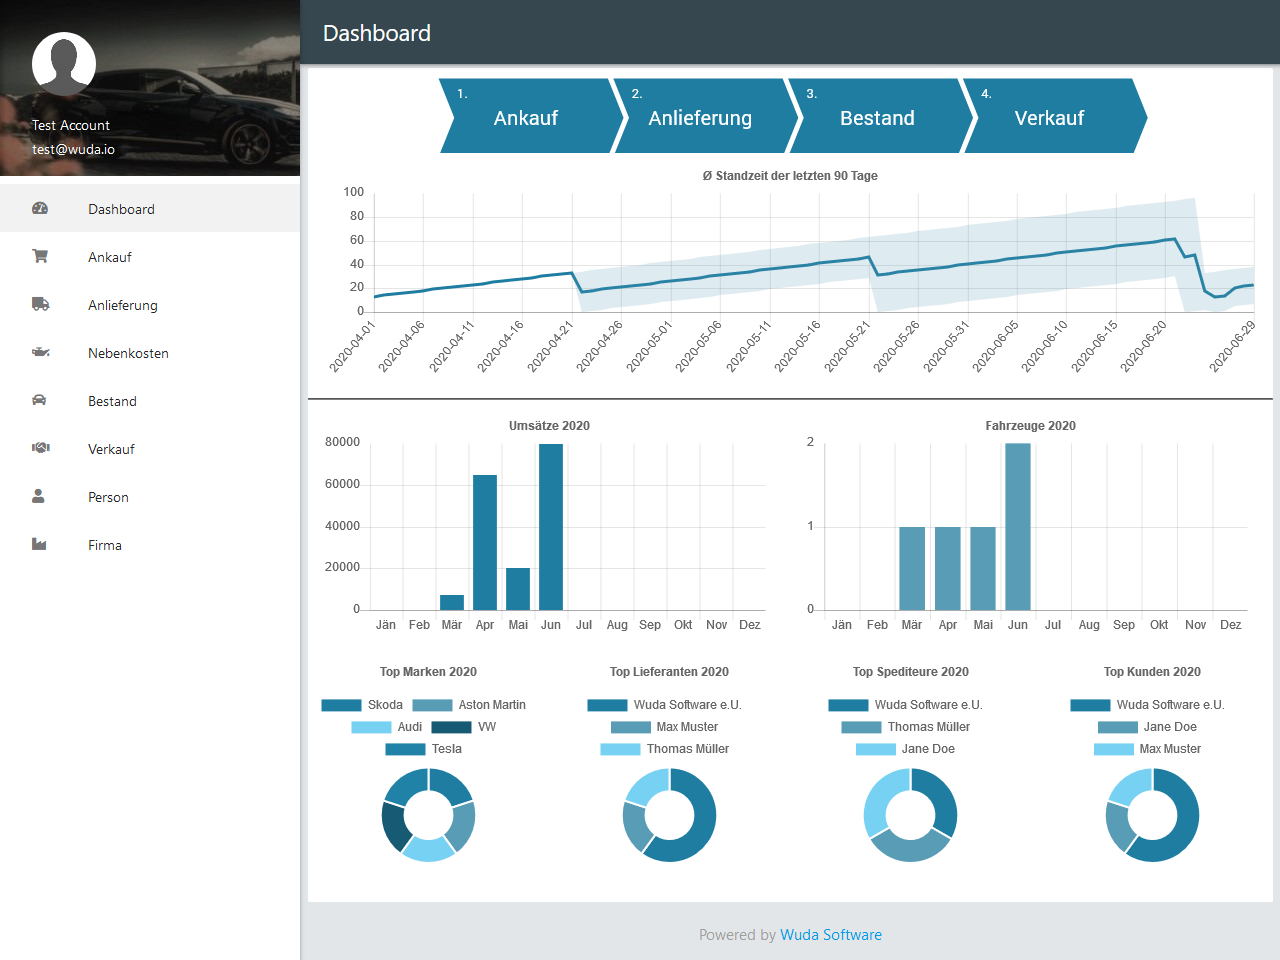 Test Account
test@wuda.io
Dashboard
Ankauf
Anlieferung
Nebenkosten
Bestand
Verkauf
Person
Firma
Dashboard
1. Ankauf
2. Anlieferung
3. Bestand
4. Verkauf
Ø Standzeit der letzten 90 Tage
100
80
60
40
20
0
2020-04-01 2020-04-06 2020-04-11 2020-04-16 2020-04-21 2020-04-26 2020-05-01 2020-05-06 2020-05-11 2020-05-16 2020-05-21 2020-05-26 2020-05-31 2020-06-05 2020-06-10 2020-06-15 2020-06-20 2020-06-29
Umsätze 2020
80000
60000
40000
20000
0
Jän Feb Mär Apr Mai Jun Jul Aug Sep Okt Nov Dez
Fahrzeuge 2020
2
1
0
Jän Feb Mär Apr Mai Jun Jul Aug Sep Okt Nov Dez
Top Marken 2020
Skoda Aston Martin
Audi VW
Tesla
Top Lieferanten 2020
Wuda Software e.U.
Max Muster
Thomas Müller
Top Spediteure 2020
Wuda Software e.U.
Thomas Müller
Jane Doe
Top Kunden 2020
Wuda Software e.U.
Jane Doe
Max Muster
Powered by Wuda Software